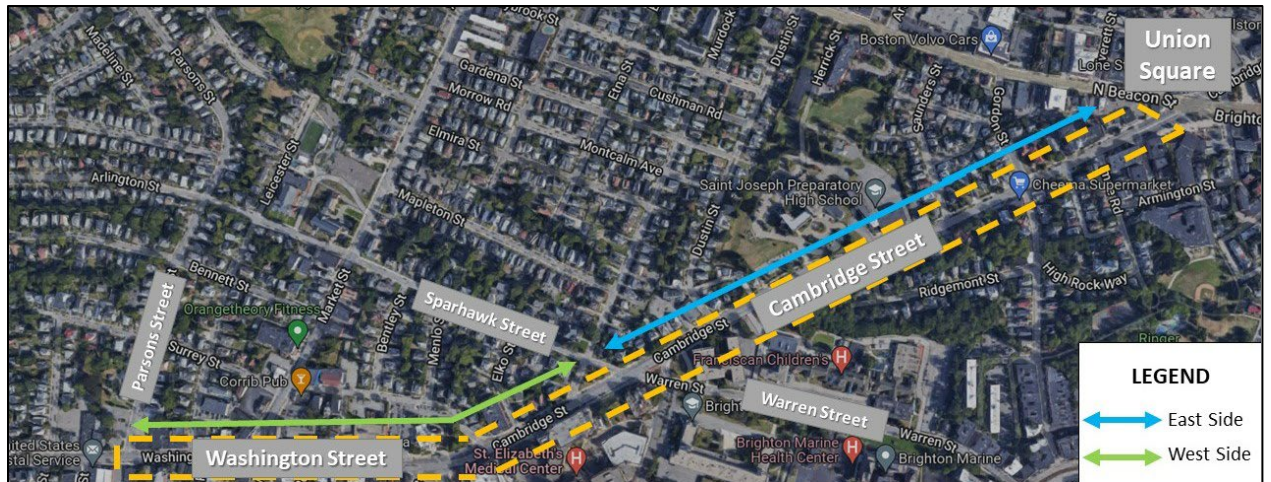 Union
Square
Boston Volvo Cars
N Beacon St
Gordon St
Saunders St
Everett St
Herrick St
Dustin St
Murdock
Etna St
Gardena St
Morrow Rd
Cushman Rd
Elmira St
Montcalm Ave
Mapleton St
Madeline St
Parsons St
Leicester St
Arlington St
Saint Joseph Preparatory
High School
Cheema Supermarket
Armington St
Dustin St
Cambridge Street
High Rock Way
Ridgemont St
Bennett St
Orangetheory Fitness
Market St
Parsons Street
Sparhawk Street
Bentley St
Menlo St
Elko St
Surrey St
Corrib Pub
Cambridge St
Franciscan Children's
Warren St
Warren Street
Ringer
Cambridge St
Warren St
Washington Street
St. Elizabeth's
Medical Center
Brighton Marine
Health Center
Brighton Marine
LEGEND
East Side
West Side